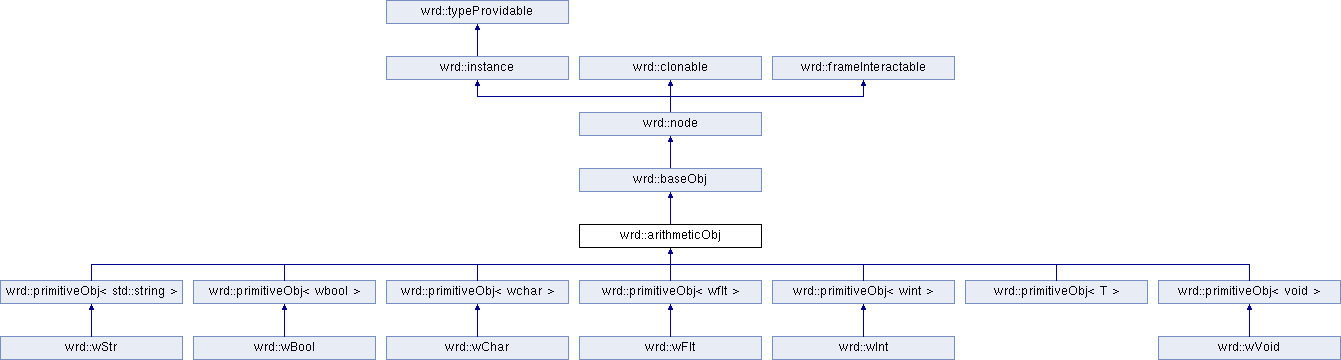 wrd::typeProvidable
wrd::instance
wrd::clonable
wrd::frameInteractable
wrd::node
wrd::baseObj
wrd::arithmeticObj
wrd::primitiveObj< std::string >
wrd::primitiveObj< wbool >
wrd::primitiveObj< wchar >
wrd::primitiveObj< wflt >
wrd::primitiveObj< wint >
wrd::primitiveObj< T >
wrd::primitiveObj< void >
wrd::wStr
wrd::wBool
wrd::wChar
wrd::wFlt
wrd::wInt
wrd::wVoid